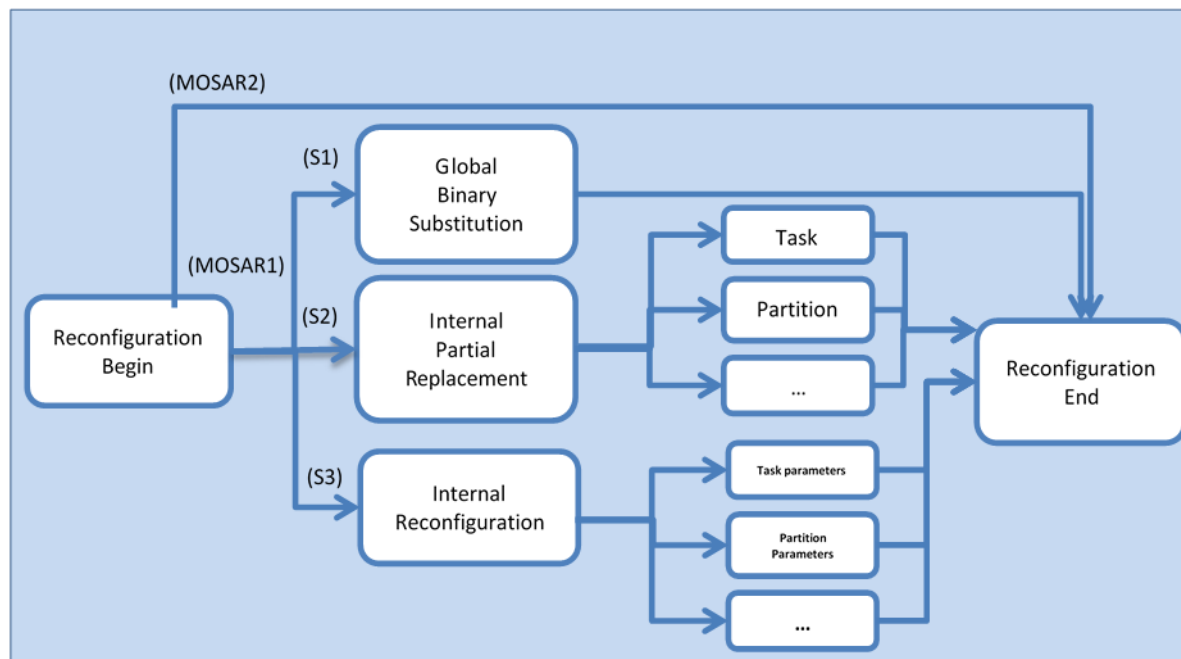 (MOSAR2)
(S1)
Global
Binary
Substitution
Task
(MOSAR1)
(S2)
Internal
Partial
Replacement
Partition
...
Reconfiguration
Begin
Reconfiguration
End
(S3)
Internal
Reconfiguration
Task parameters
Partition
Parameters
...